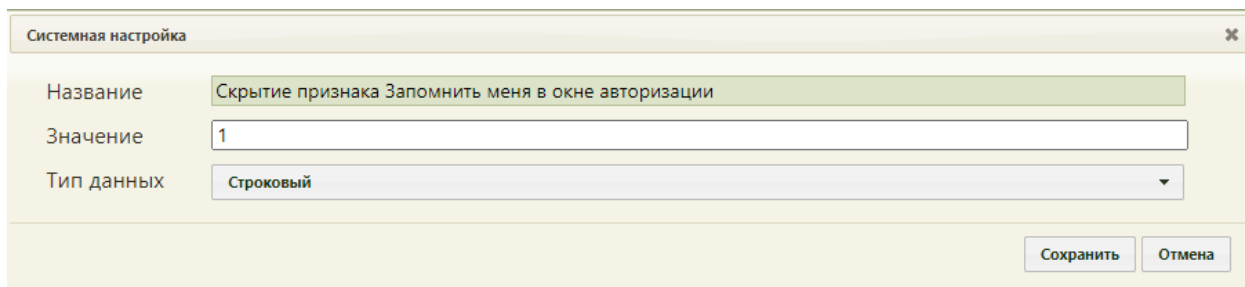 Системная настройка
Название Скрытие признака Запомнить меня в окне авторизации
Значение 1
Тип данных Строковый
Сохранить Отмена